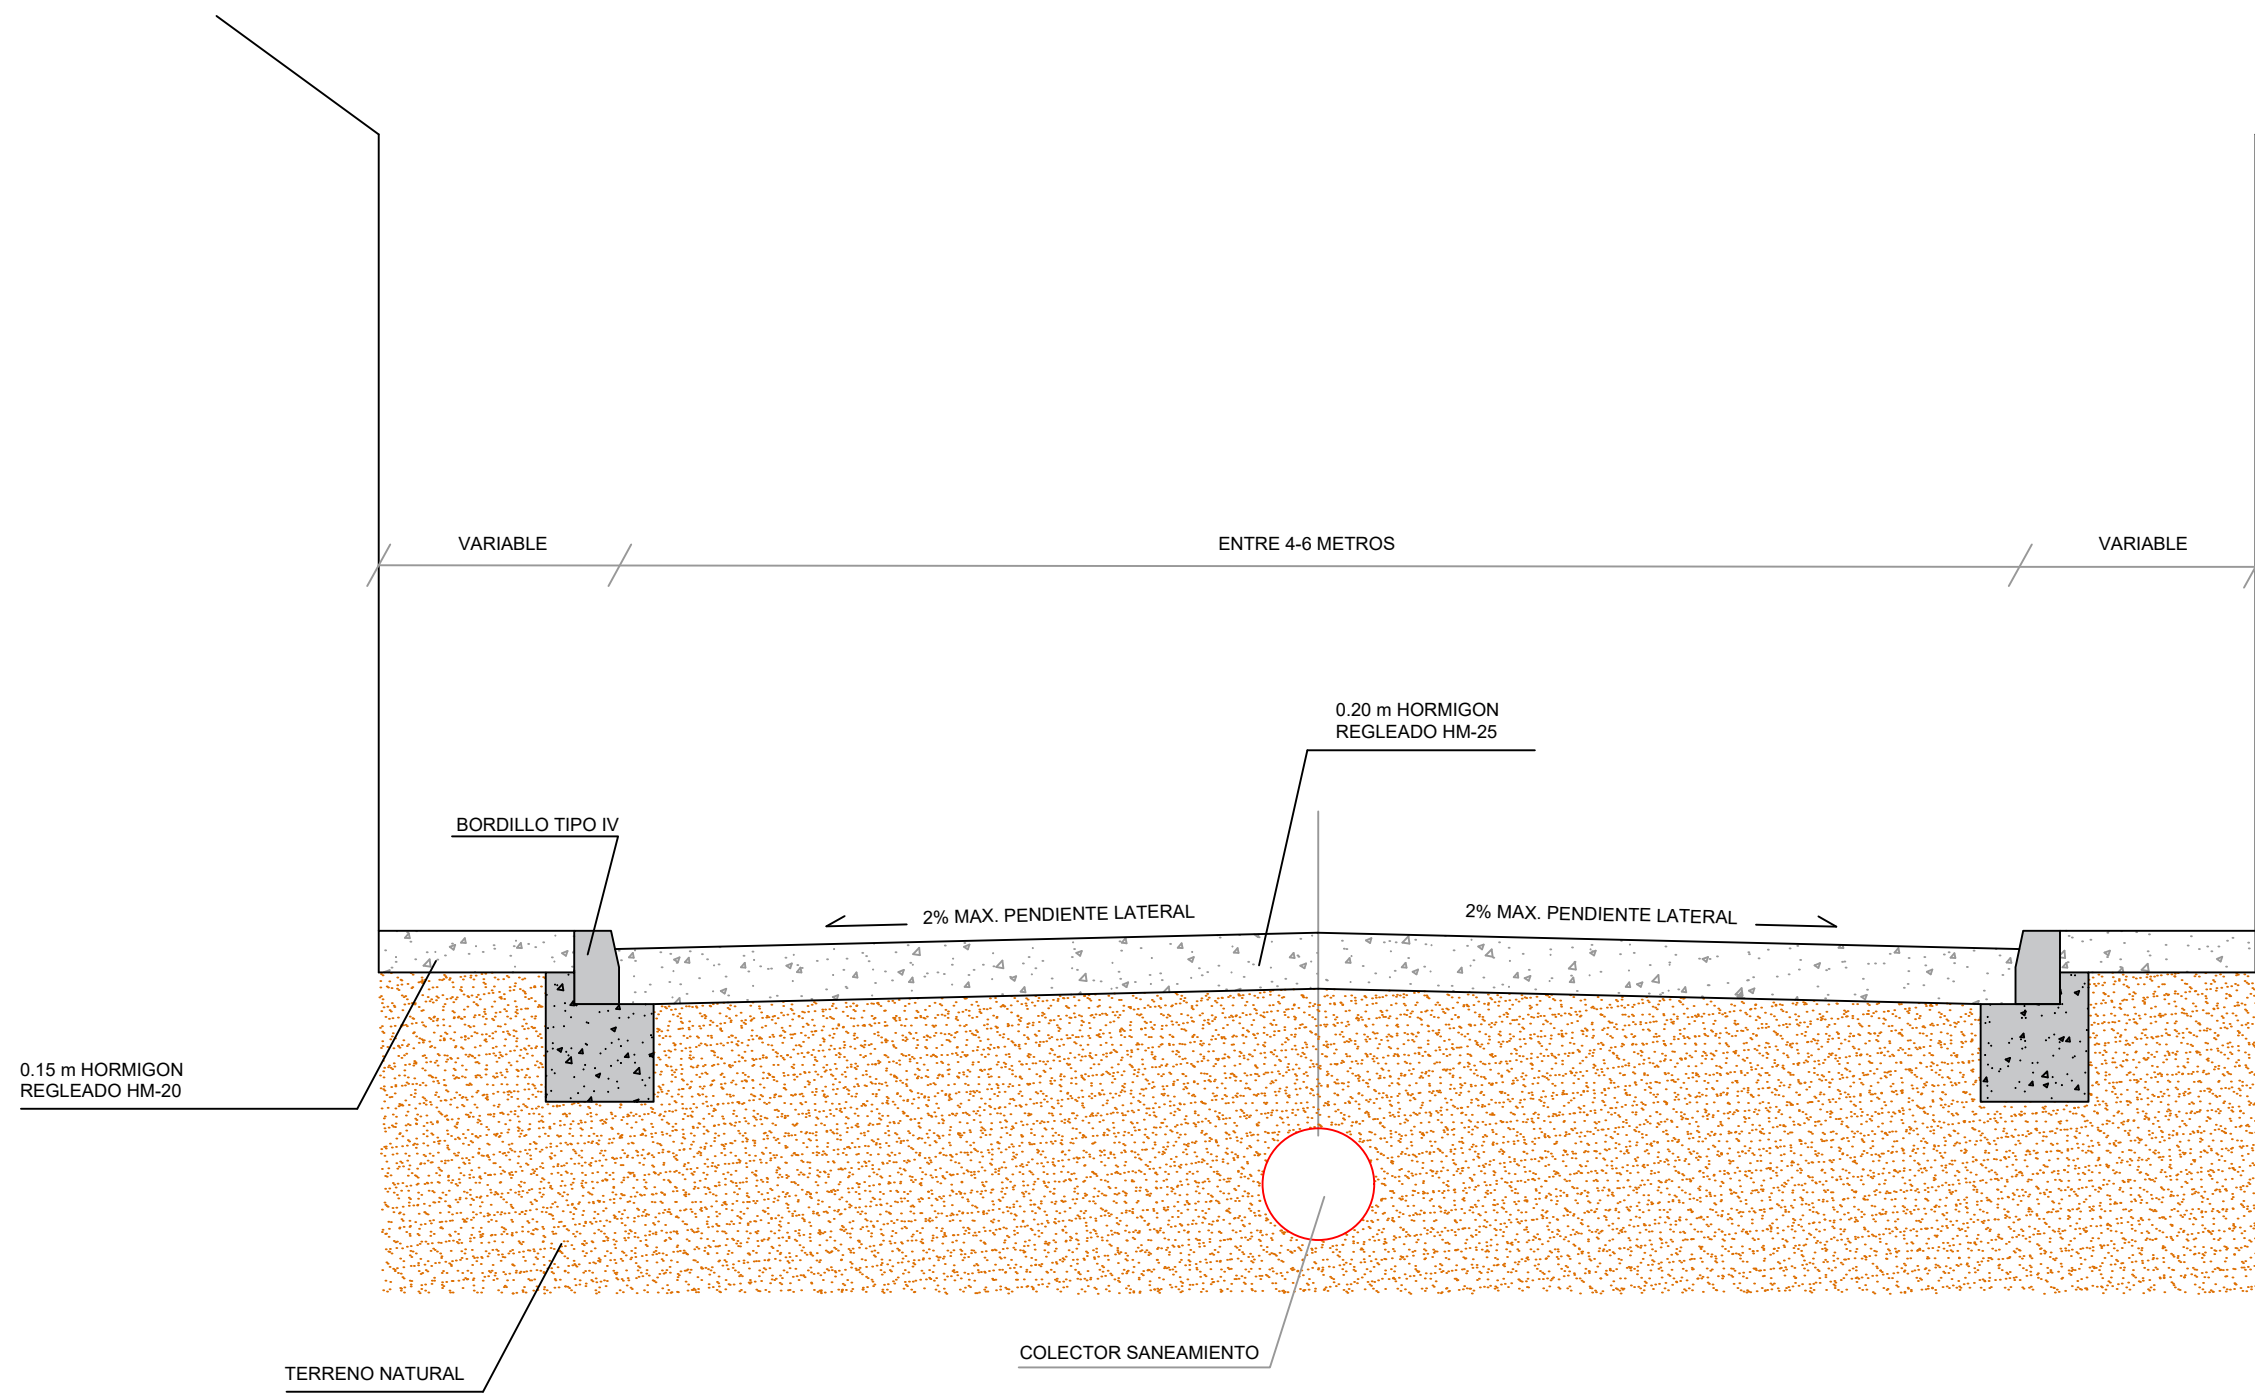 VARIABLE
ENTRE 4-6 METROS
VARIABLE
0.20 m HORMIGON
REGLEADO HM-25
BORDILLO TIPO IV
2% MAX. PENDIENTE LATERAL
2% MAX. PENDIENTE LATERAL
0.15 m HORMIGON
REGLEADO HM-20
COLECTOR SANEAMIENTO
TERRENO NATURAL